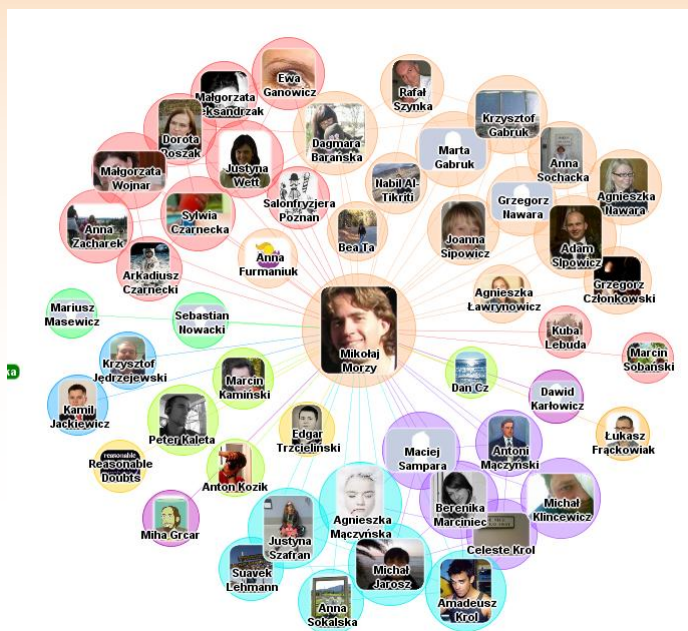 Ewa
Ganowicz
Małgorzata
Rafał
Szynka
Krzysztof
Gabruk
Dorota
Roszak
Dagmara
Barańska
Marta
Gabruk
Anna
Sochacka
Małgorzata
Wojnar
Justyna
Wett
Nabil Al-
Tikriti
Grzegorz
Nawara
Agnieszka
Nawara
Salonfryzjera
Poznan
Anna
Zacharek
Sylwia
Czarnecka
Bea Ta
Joanna
Sipowicz
Adam
Sipowicz
Arkadiusz
Czarnecki
Anna
Furmaniuk
Agnieszka
Ławrynowicz
Grzegorz
Członkowski
Mariusz
Masewicz
Sebastian
Nowacki
Mikołaj
Morzy
Kuba
Lebuda
Marcin
Sobański
Krzysztof
Jędrzejewski
Marcin
Kamiński
Dan Cz
Dawid
Karłowicz
Kamil
Jackiewicz
Peter Kaleta
Edgar
Trzcieliński
Maciej
Sampara
Antoni
Mączyński
Łukasz
Frąckowiak
reasonable
Reasonable
Doubts
Anton Kozik
Berenika
Marciniec
Michał
Klincewicz
Miha Grcar
Justyna
Szafran
Agnieszka
Mączyńska
Celeste Krol
Suavek
Lehmann
Michał
Jarosz
Anna
Sokalska
Amadeusz
Krol